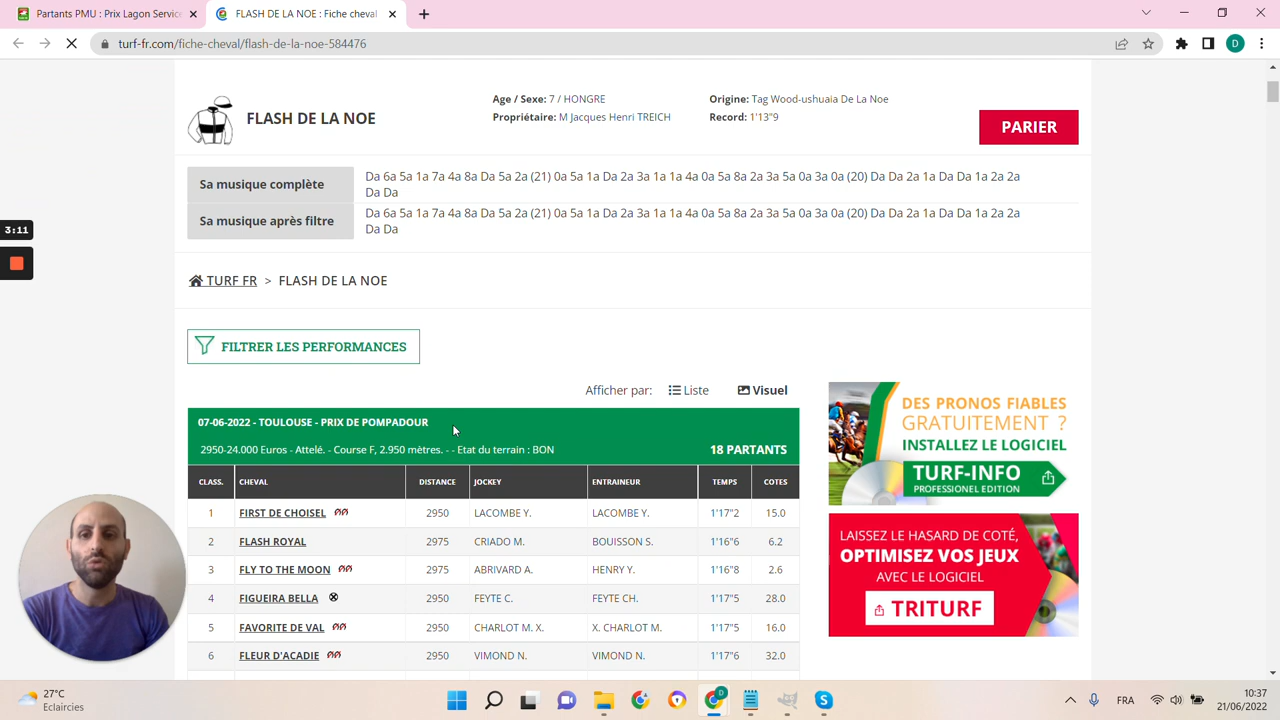 Partants PMU : Prix Lagon Service
FLASH DE LA NOE : Fiche cheval
turf-fr.com/fiche-cheval/flash-de-la-noe-584476
D
FLASH DE LA NOE
Age / Sexe: 7 / HONGRE
Origine: Tag Wood-ushuaia De La Noe
Propriétaire: M Jacques Henri TREICH
Record: 1'13"9
PARIER
Sa musique complète
Da 6a 5a 1a 7a 4a 8a Da 5a 2a (21) 0a 5a 1a Da 2a 3a 1a 1a 4a 0a 5a 8a 2a 3a 5a 0a 3a 0a (20) Da Da 2a 1a Da Da 1a 2a 2a
Da Da
Sa musique après filtre
Da 6a 5a 1a 7a 4a 8a Da 5a 2a (21) 0a 5a 1a Da 2a 3a 1a 1a 4a 0a 5a 8a 2a 3a 5a 0a 3a 0a (20) Da Da 2a 1a Da Da 1a 2a 2a
Da Da
3:11
TURF FR > FLASH DE LA NOE
FILTRER LES PERFORMANCES
Afficher par: Liste Visuel
07-06-2022 - TOULOUSE - PRIX DE POMPADOUR
2950-24.000 Euros - Attelé. - Course F, 2.950 mètres. - - Etat du terrain : BON
18 PARTANTS
CLASS. CHEVAL DISTANCE JOCKEY ENTRAINEUR TEMPS COTES
FIRST DE CHOISEL 2950 LACOMBE Y. LACOMBE Y. 1'17"2 15.0
2 FLASH ROYAL 2975 CRIADO M. BOUISSON S. 1'16"6 6.2
3 FLY TO THE MOON 2975 ABRIVARD A. HENRY Y. 1'16"8 2.6
4 FIGUEIRA BELLA 2950 FEYTE C. FEYTE CH. 1'17"5 28.0
5 FAVORITE DE VAL 2950 CHARLOT M. X. X. CHARLOT M. 1'17"5 16.0
6 FLEUR D'ACADIE 2950 VIMOND N. VIMOND N. 1'17"6 32.0
DES PRONOS FIABLES
GRATUITEMENT ?
INSTALLEZ LE LOGICIEL
TURF-INFO
PROFESSIONEL EDITION
LAISSEZ LE HASARD DE COTÉ,
OPTIMISEZ VOS JEUX
AVEC LE LOGICIEL
TRITURF
27°C
Éclaircies
D
FRA
10:37
21/06/2022